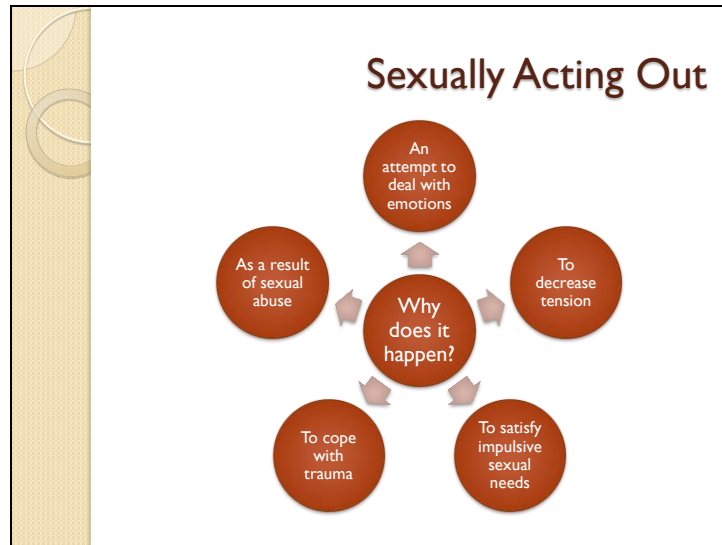 Sexually Acting Out
An
attempt to
deal with
emotions
To
decrease
tension
To satisfy
impulsive
sexual
needs
To cope
with
trauma
As a result
of sexual
abuse
Why
does it
happen?